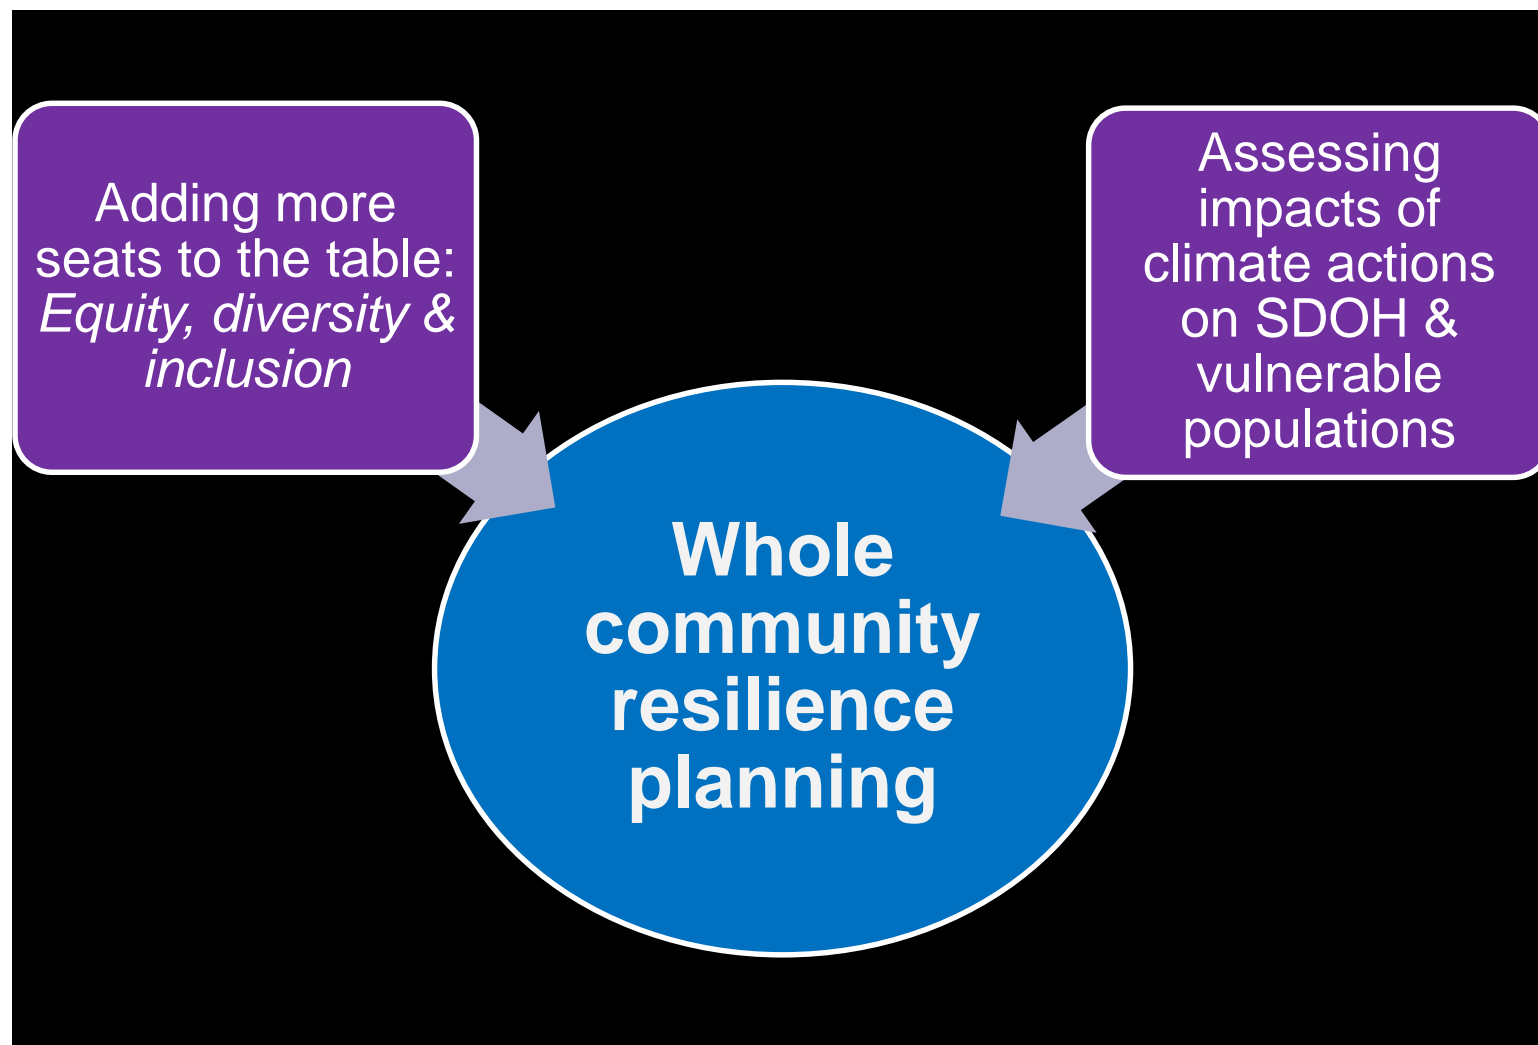 Adding more
seats to the table:
Equity, diversity &
inclusion
Assessing
impacts of
climate actions
on SDOH &
vulnerable
populations
Whole
community
resilience
planning